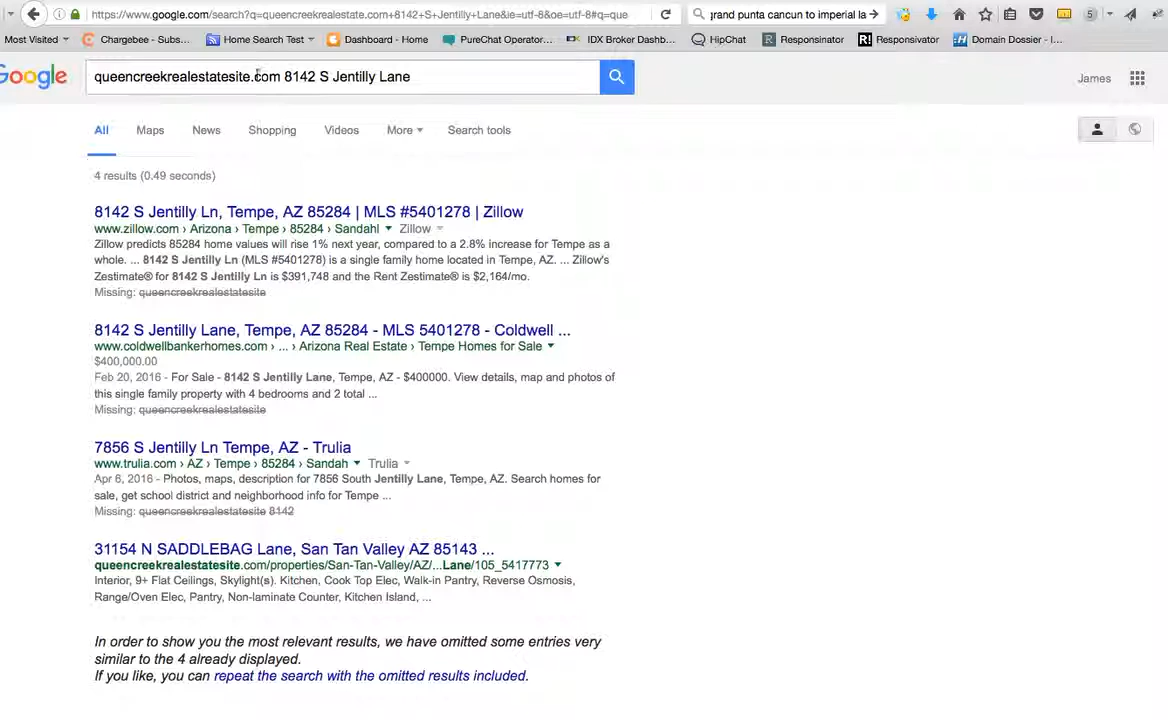 https://www.google.com/search?q=queencreekrealestate.com+8142+S+Jentilly+Lane&ie=utf-8&oe=utf-8#q=que
grand punta cancun to imperial la
5
Most Visited
Chargebee - Subs...
Home Search Test
Dashboard - Home
PureChat Operator...
IDX Broker Dashb...
HipChat
R Responsinator
R! Responsivator
:H Domain Dossier - I...
Google
queencreekrealestatesite.com 8142 S Jentilly Lane
James
All
Maps
News
Shopping
Videos
More
Search tools
4 results (0.49 seconds)
8142 S Jentilly Ln, Tempe, AZ 85284 | MLS #5401278 | Zillow
www.zillow.com › Arizona › Tempe › 85284 › Sandahl Zillow
Zillow predicts 85284 home values will rise 1% next year, compared to a 2.8% increase for Tempe as a
whole. ... 8142 S Jentilly Ln (MLS #5401278) is a single family home located in Tempe, AZ. ... Zillow's
Zestimate® for 8142 S Jentilly Ln is $391,748 and the Rent Zestimate® is $2,164/mo.
Missing: queencreekrealestatesite
8142 S Jentilly Lane, Tempe, AZ 85284 - MLS 5401278 - Coldwell ...
www.coldwellbankerhomes.com › ... › Arizona Real Estate › Tempe Homes for Sale
$400,000.00
Feb 20, 2016 - For Sale - 8142 S Jentilly Lane, Tempe, AZ - $400000. View details, map and photos of
this single family property with 4 bedrooms and 2 total ...
Missing: queencreekrealestatesite
7856 S Jentilly Ln Tempe, AZ - Trulia
www.trulia.com › AZ › Tempe › 85284 › Sandah Trulia
Apr 6, 2016 - Photos, maps, description for 7856 South Jentilly Lane, Tempe, AZ. Search homes for
sale, get school district and neighborhood info for Tempe ...
Missing: queencreekrealestatesite 8142
31154 N SADDLEBAG Lane, San Tan Valley AZ 85143 ...
queencreekrealestatesite.com/properties/San-Tan-Valley/AZ/...Lane/105_5417773
Interior, 9+ Flat Ceilings, Skylight(s). Kitchen, Cook Top Elec, Walk-in Pantry, Reverse Osmosis,
Range/Oven Elec, Pantry, Non-laminate Counter, Kitchen Island, ...
In order to show you the most relevant results, we have omitted some entries very
similar to the 4 already displayed.
If you like, you can repeat the search with the omitted results included.